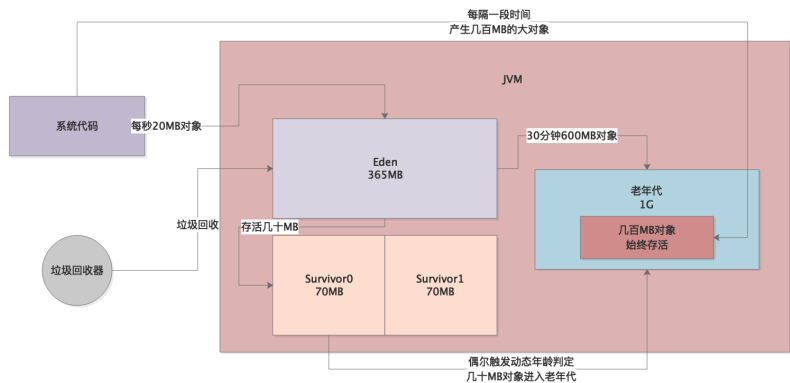 每隔一段时间
产生几百MB的大对象
JVM
系统代码
每秒20MB对象
30分钟600MB对象
Eden
365MB
老年代
1G
几百MB对象
始终存活
垃圾回收
存活几十MB
垃圾回收器
Survivor0
70MB
Survivor1
70MB
偶尔触发动态年龄判定
几十MB对象进入老年代